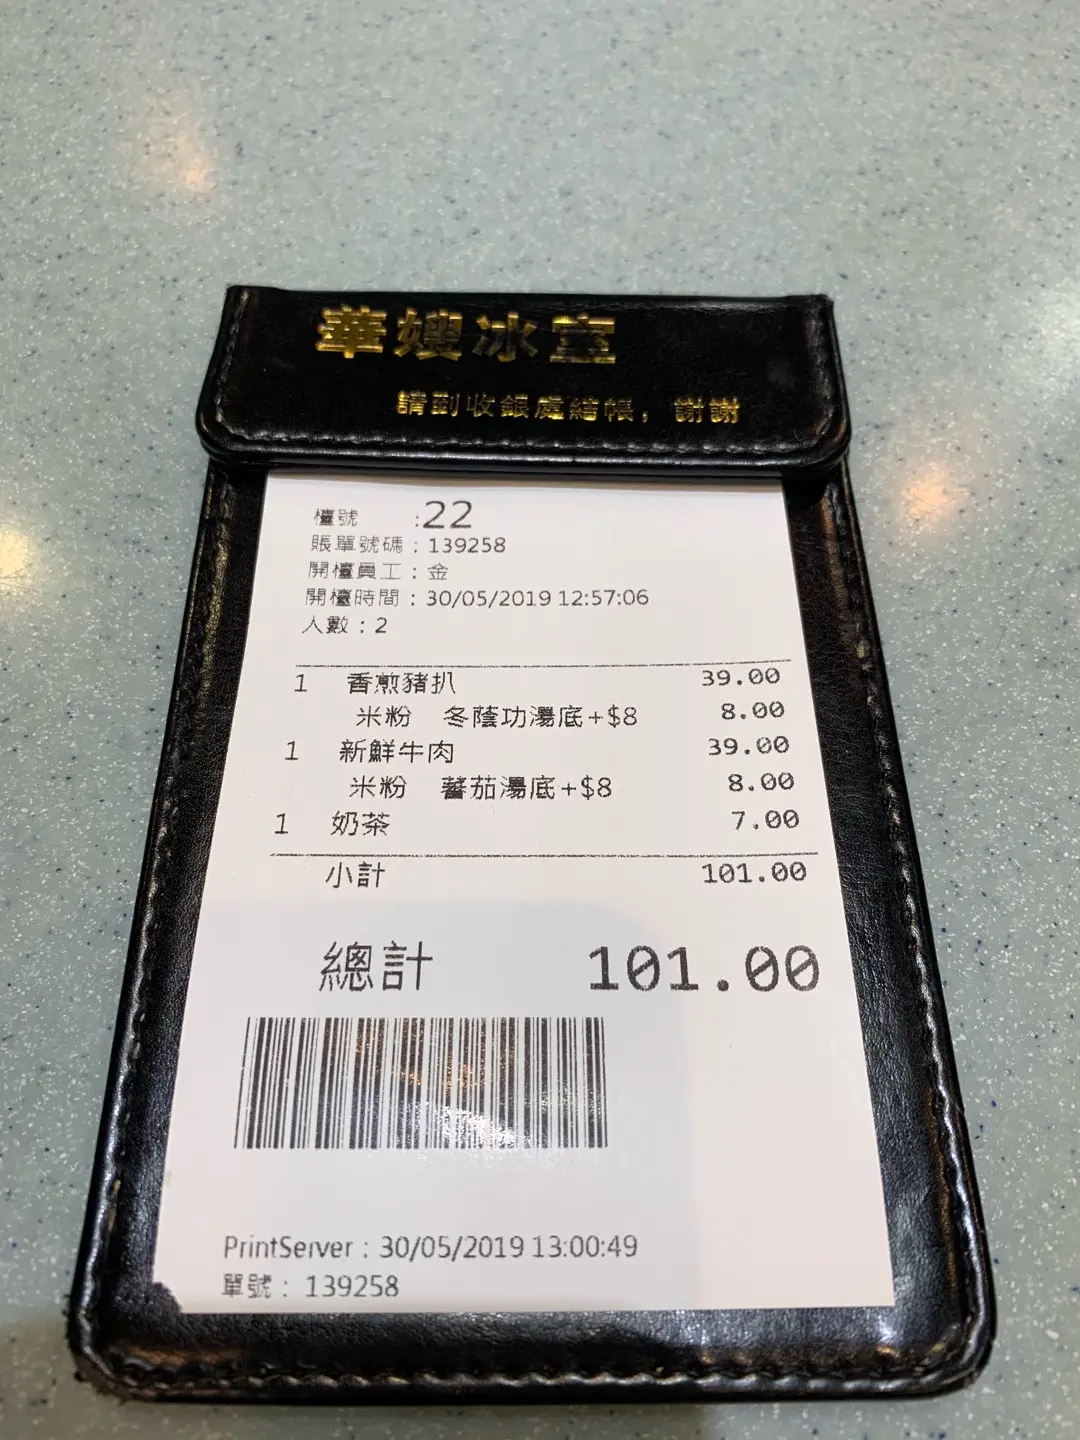 華嫂冰室
請到收銀處結帳，謝謝
檯號 :22
賬單號碼：139258
開檯員工：金
開檯時間：30/05/2019 12:57:06
人數：2
1 香煎豬扒 39.00
米粉 冬蔭功湯底+$8 8.00
1 新鮮牛肉 39.00
米粉 蕃茄湯底+$8 8.00
1 奶茶 7.00
小計 101.00
總計 101.00
PrintServer : 30/05/2019 13:00:49
單號： 139258